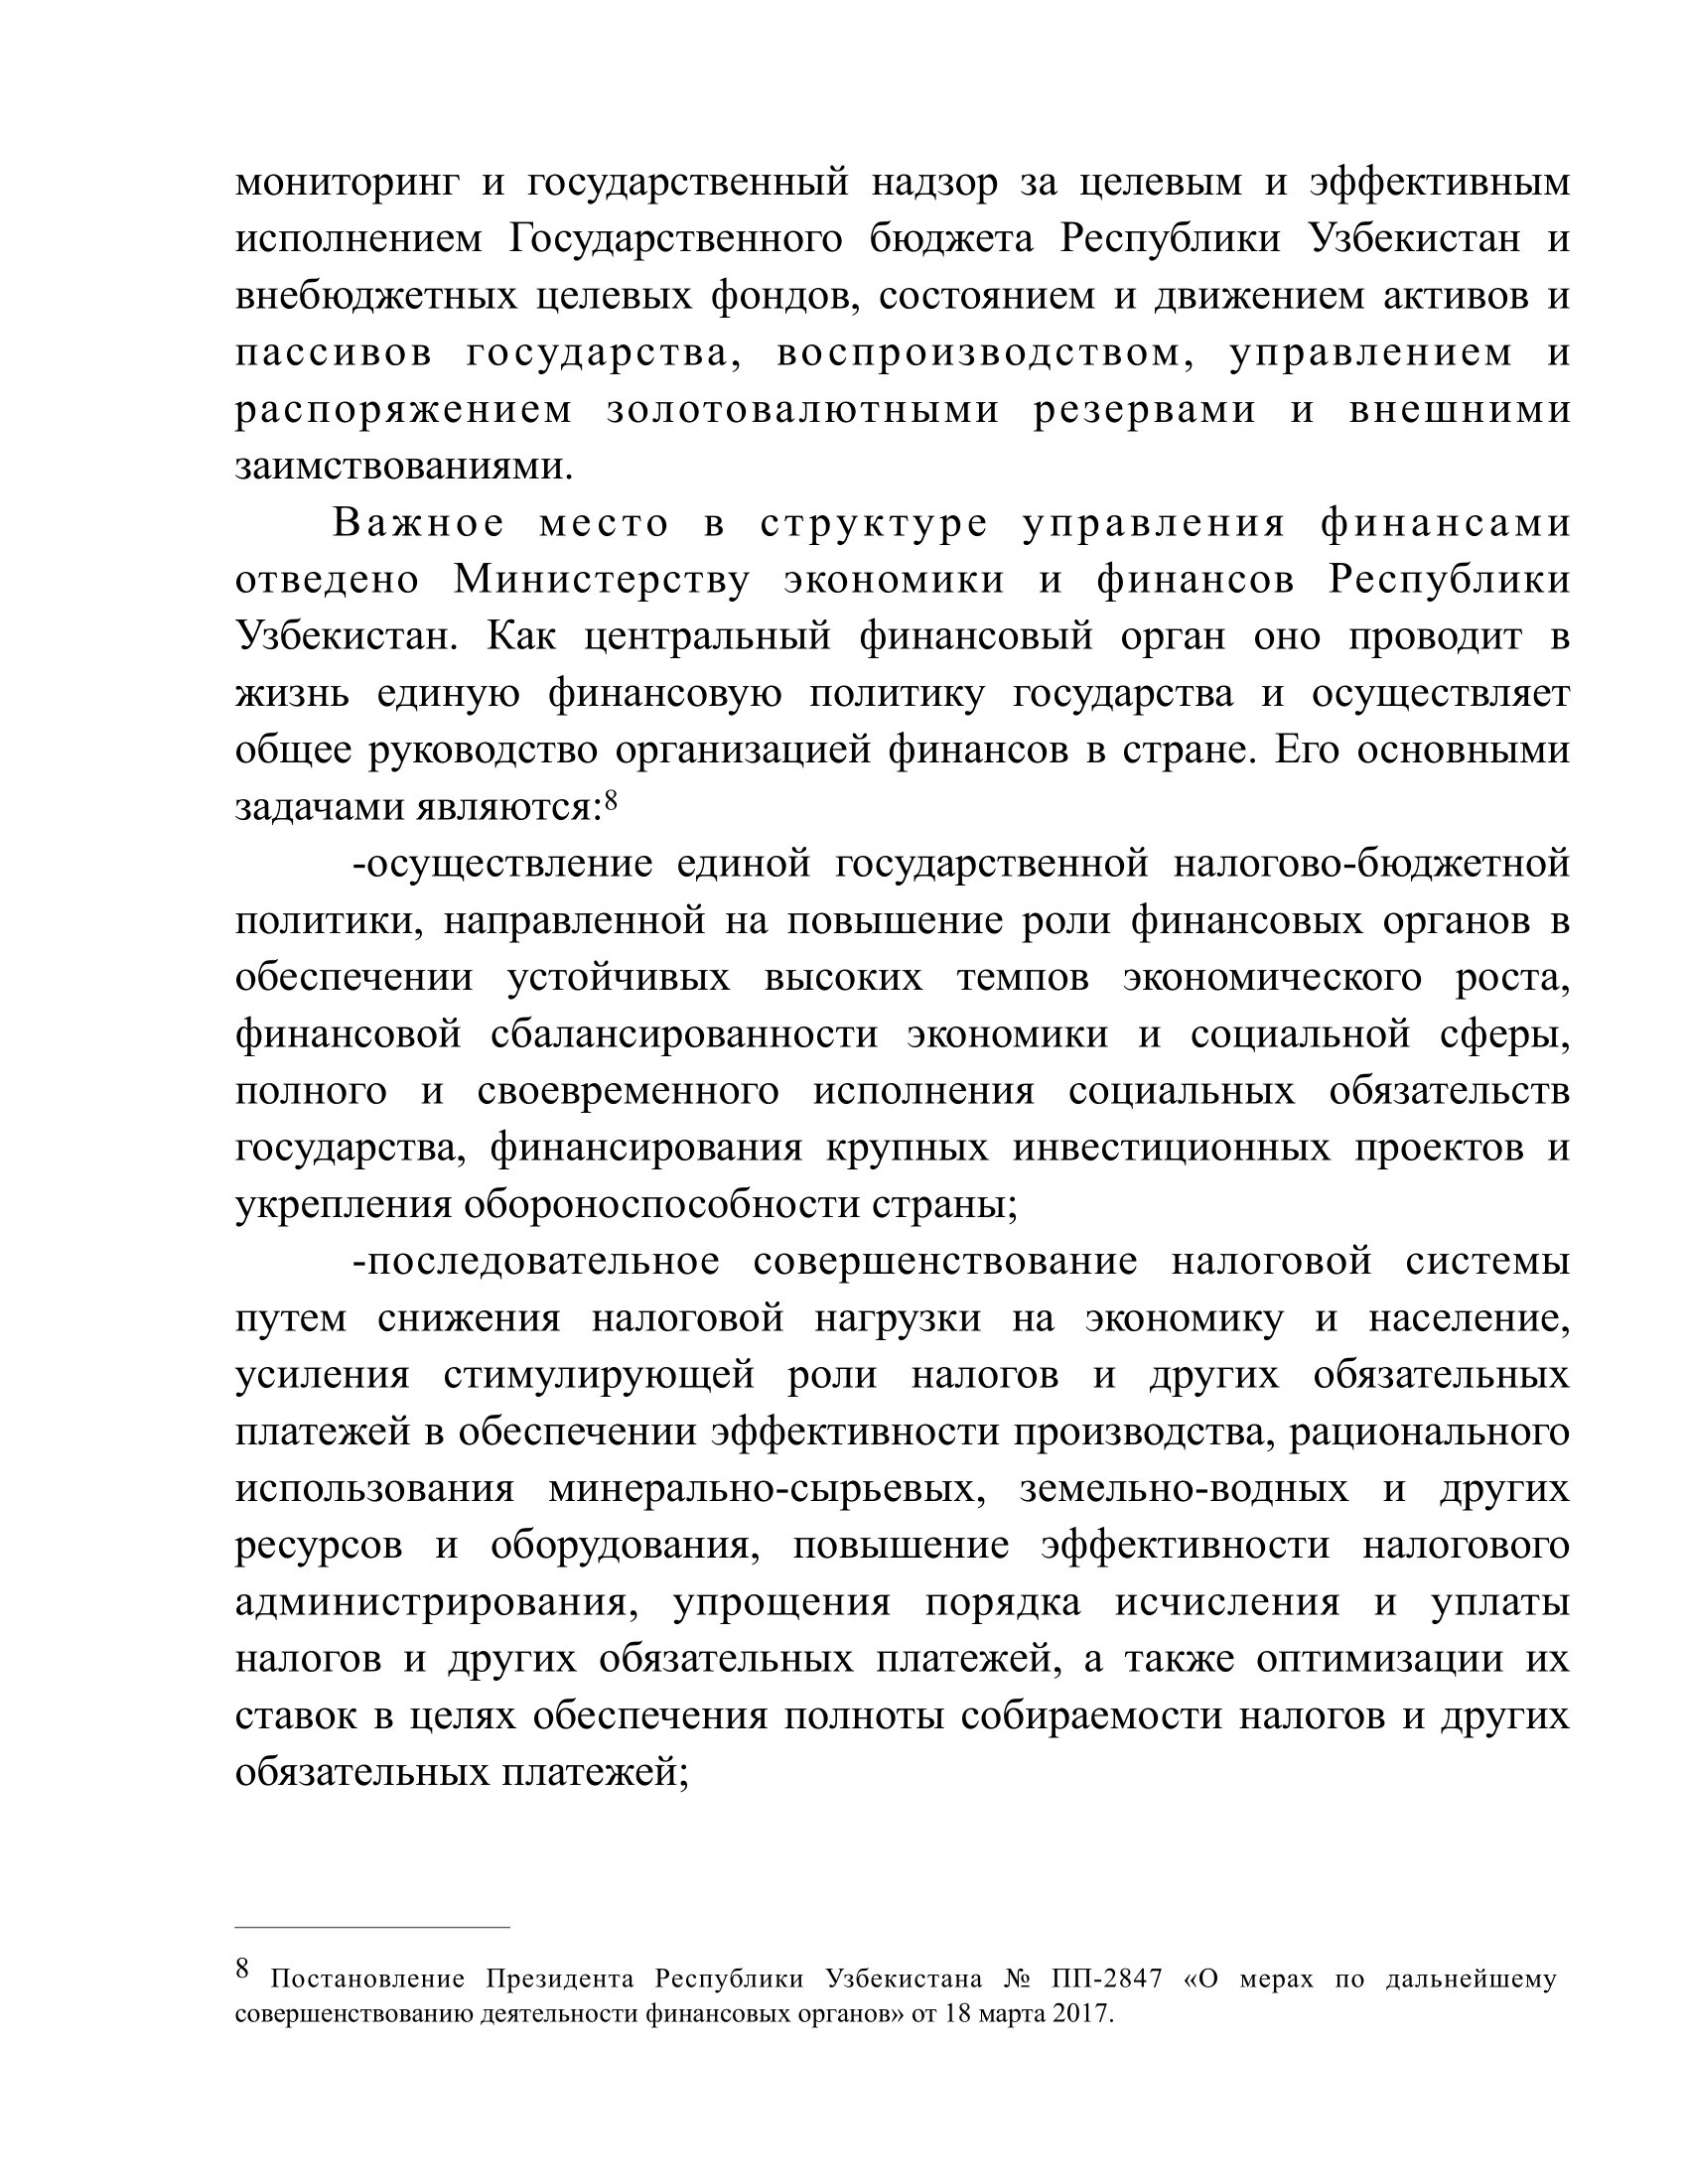 мониторинг и государственный надзор за целевым и эффективным
исполнением Государственного бюджета Республики Узбекистан и
внебюджетных целевых фондов, состоянием и движением активов и
пассивов государства, воспроизводством, управлением и
распоряжением золотовалютными резервами и внешними
заимствованиями.
Важное место в структуре управления финансами
отведено Министерству экономики и финансов Республики
Узбекистан. Как центральный финансовый орган оно проводит в
жизнь единую финансовую политику государства и осуществляет
общее руководство организацией финансов в стране. Его основными
задачами являются:8
-осуществление единой государственной налогово-бюджетной
политики, направленной на повышение роли финансовых органов в
обеспечении устойчивых высоких темпов экономического роста,
финансовой сбалансированности экономики и социальной сферы,
полного и своевременного исполнения социальных обязательств
государства, финансирования крупных инвестиционных проектов и
укрепления обороноспособности страны;
-последовательное совершенствование налоговой системы
путем снижения налоговой нагрузки на экономику и население,
усиления стимулирующей роли налогов и других обязательных
платежей в обеспечении эффективности производства, рационального
использования минерально-сырьевых, земельно-водных и других
ресурсов и оборудования, повышение эффективности налогового
администрирования, упрощения порядка исчисления и уплаты
налогов и других обязательных платежей, а также оптимизации их
ставок в целях обеспечения полноты собираемости налогов и других
обязательных платежей;
8 Постановление Президента Республики Узбекистана № ПП-2847 «О мерах по дальнейшему
совершенствованию деятельности финансовых органов» от 18 марта 2017.